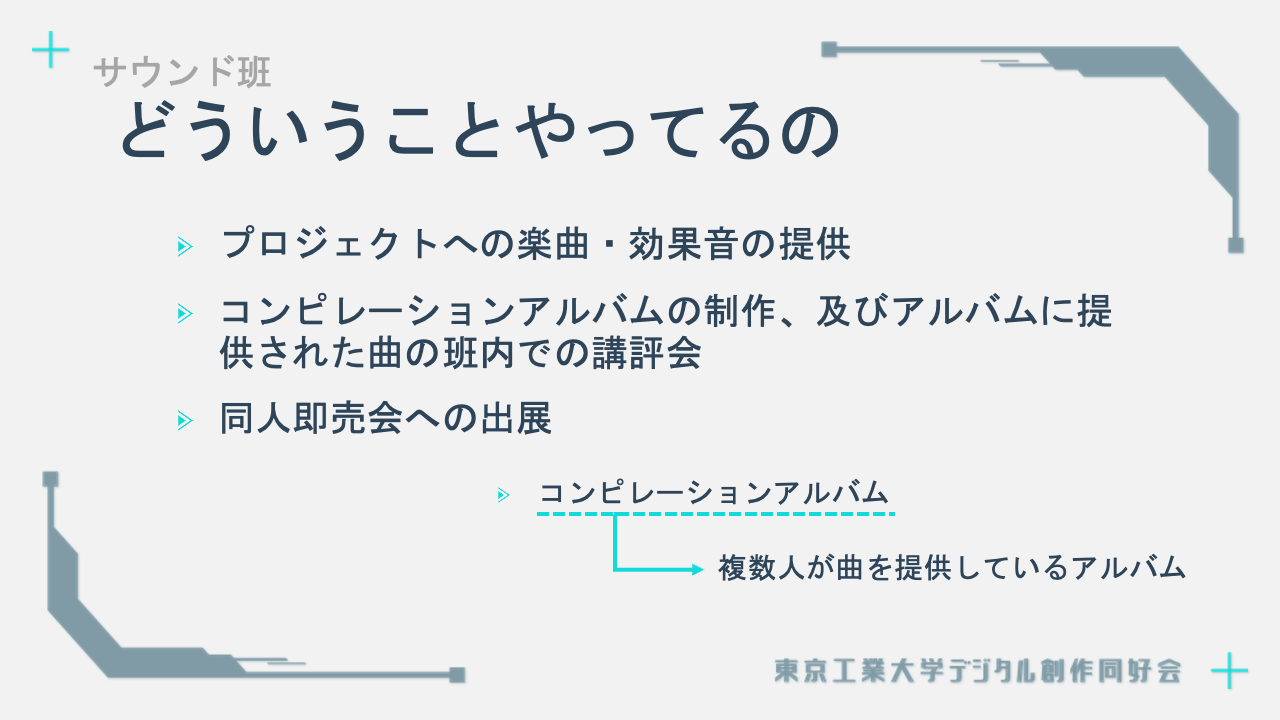 サウンド班
どういうことやってるの
プロジェクトへの楽曲・効果音の提供
コンピレーションアルバムの制作、及びアルバムに提
供された曲の班内での講評会
同人即売会への出展
コンピレーションアルバム
複数人が曲を提供しているアルバム
東京工業大学デジタル創作同好会